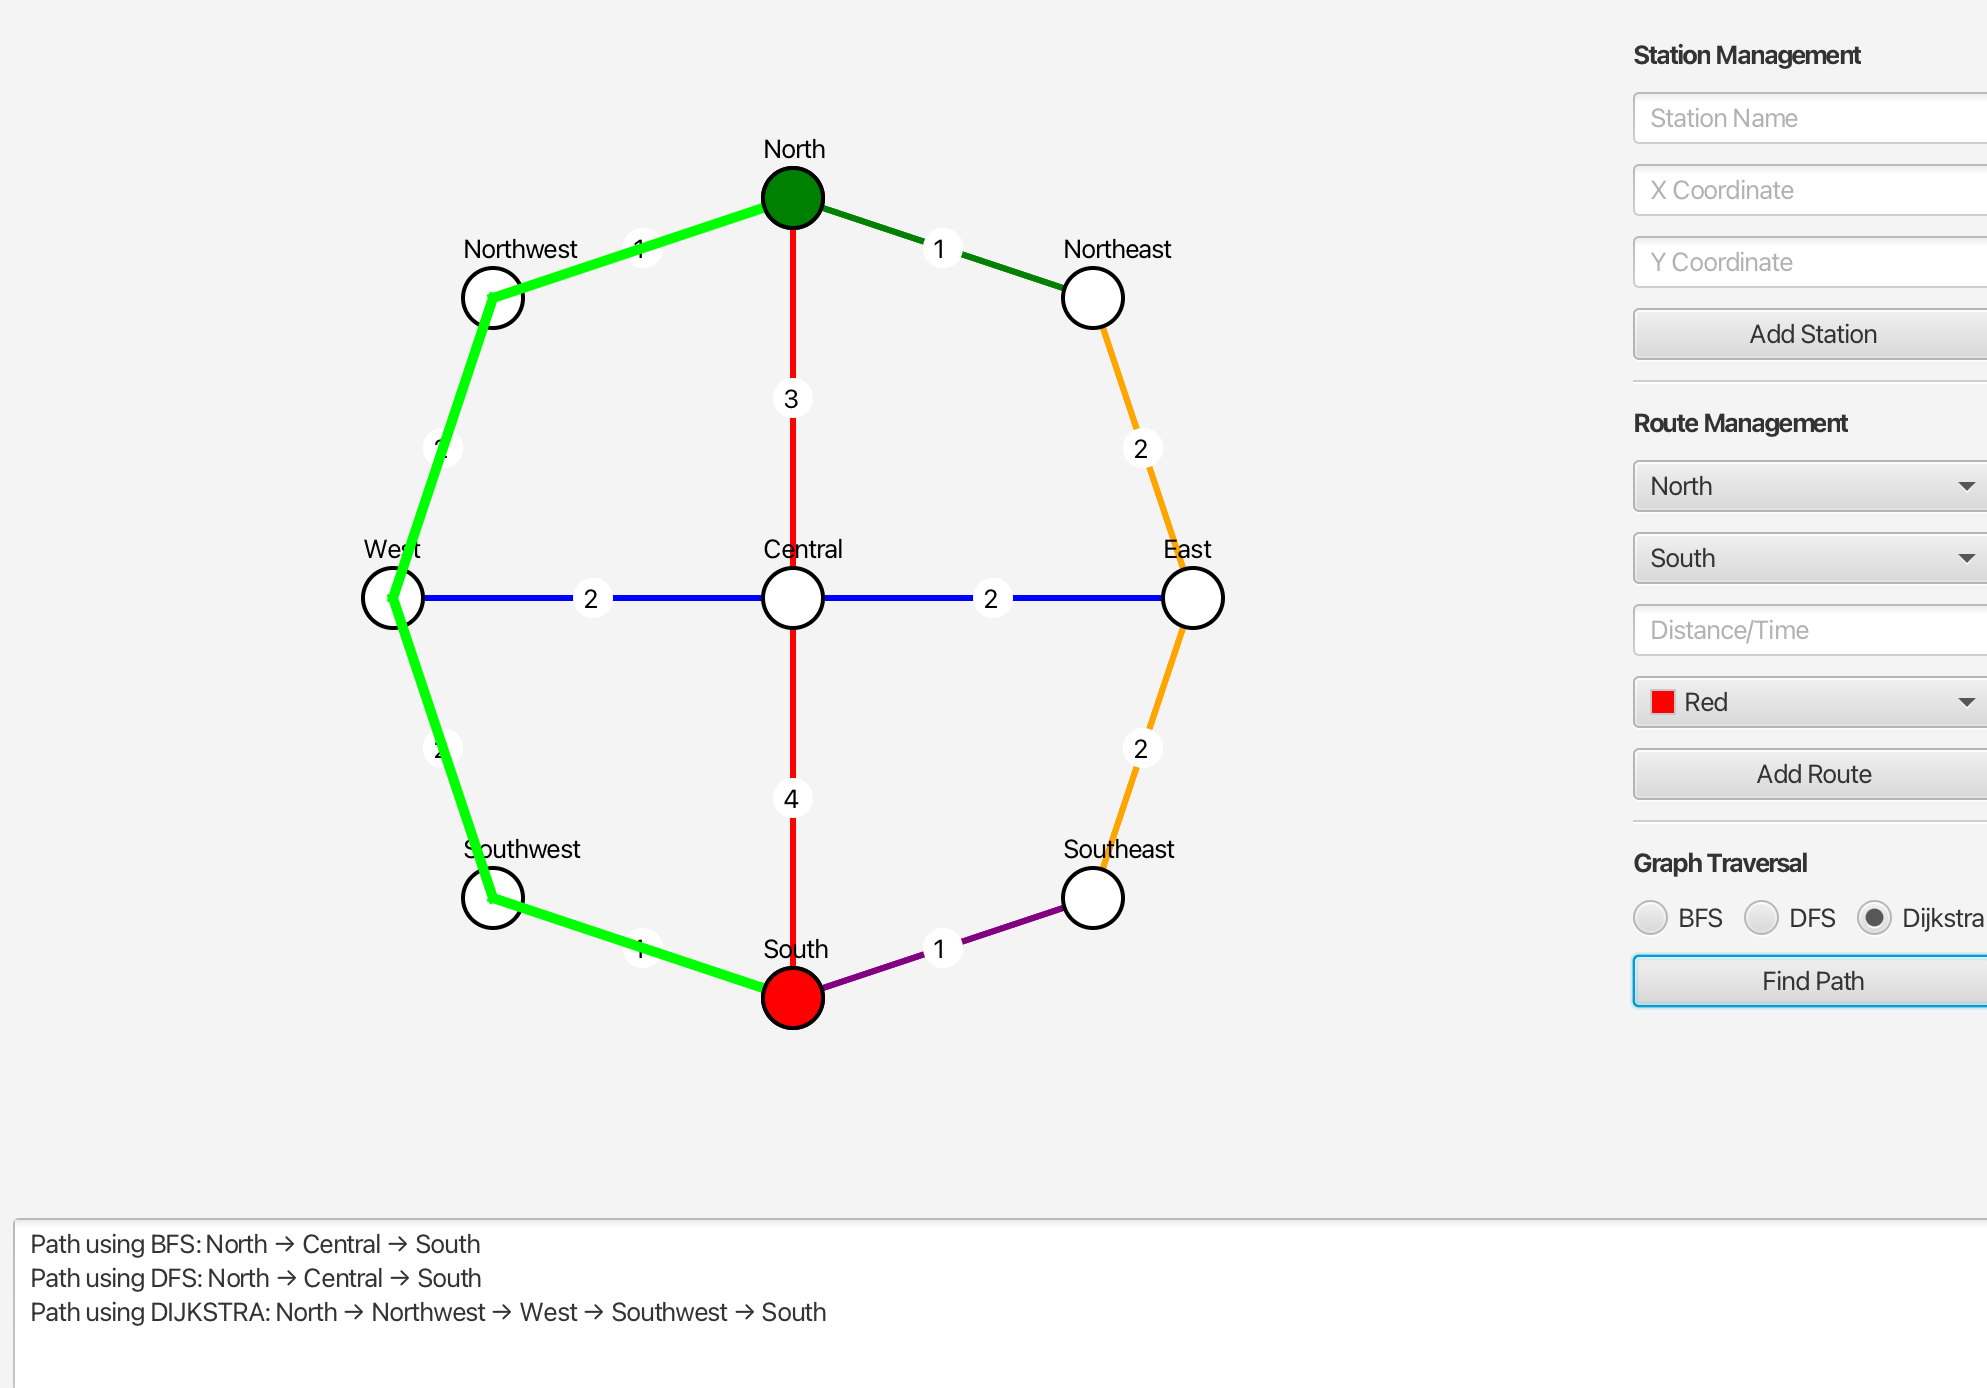 North
Northwest
1
1
Northeast
3
2
2
West
Central
East
2
2
2
2
4
Southwest
Southeast
1
South
1
Station Management
Station Name
X Coordinate
Y Coordinate
Add Station
Route Management
North
South
Distance/Time
Red
Add Route
Graph Traversal
BFS DFS Dijkstra
Find Path
Path using BFS: North → Central → South
Path using DFS: North → Central → South
Path using DIJKSTRA: North → Northwest → West → Southwest → South